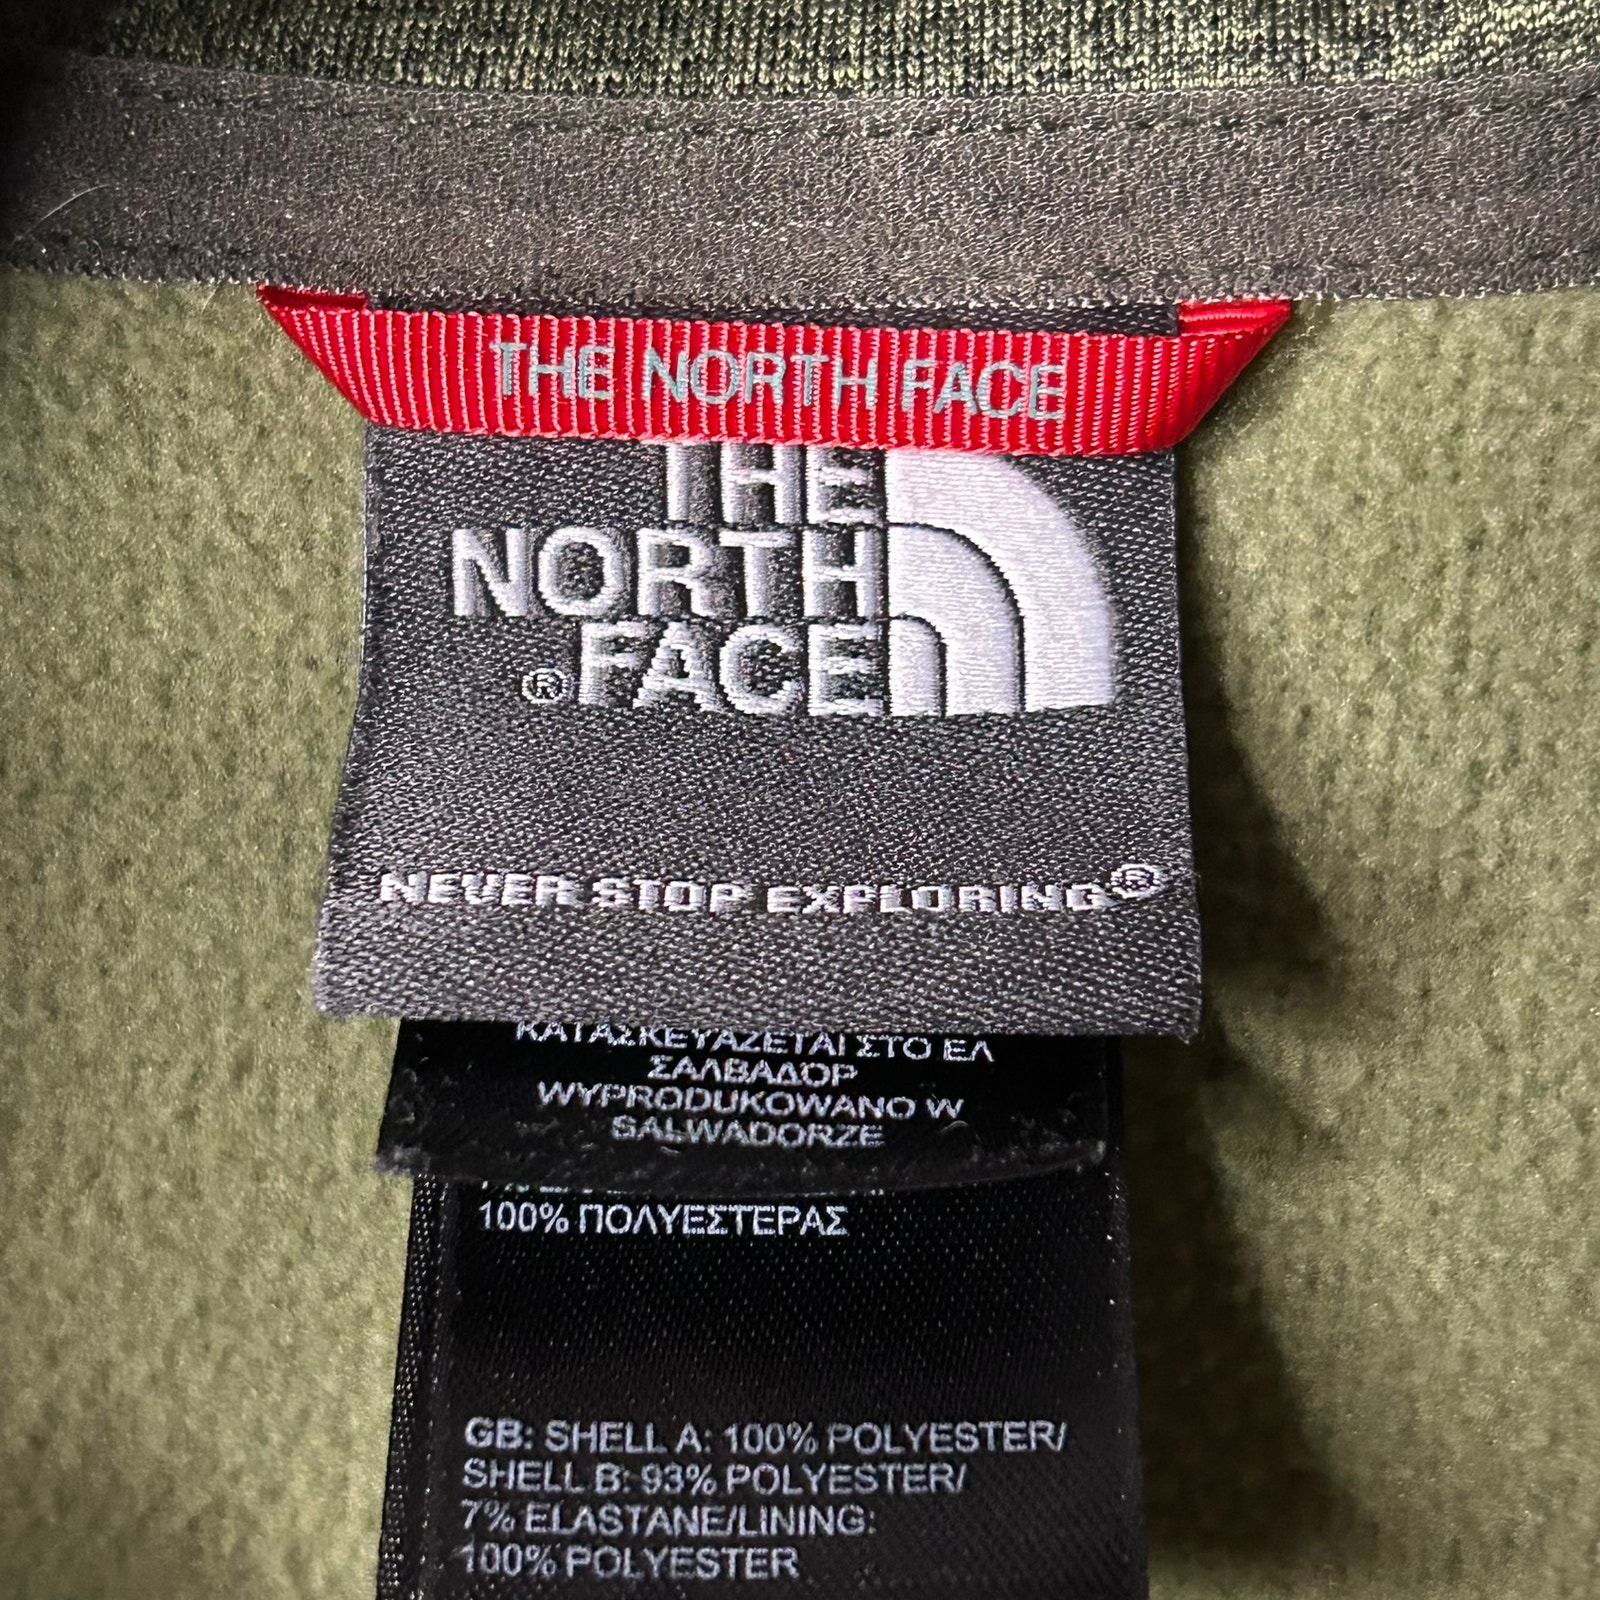 THE NORTH FACE
THE
NORTH
® FACE
NEVER STOP EXPLORING®
ΚΑΤΑΣΚΕΥΑΖΕΤΑΙ ΣΤΟ ΕΛ
ΣΑΛΒΑΔΟΡ
WYPRODUKOWANO W
SALWADORZE
100% ΠΟΛΥΕΣΤΕΡΑΣ
GB: SHELL A: 100% POLYESTER/
SHELL B: 93% POLYESTER/
7% ELASTANE/LINING:
100% POLYESTER